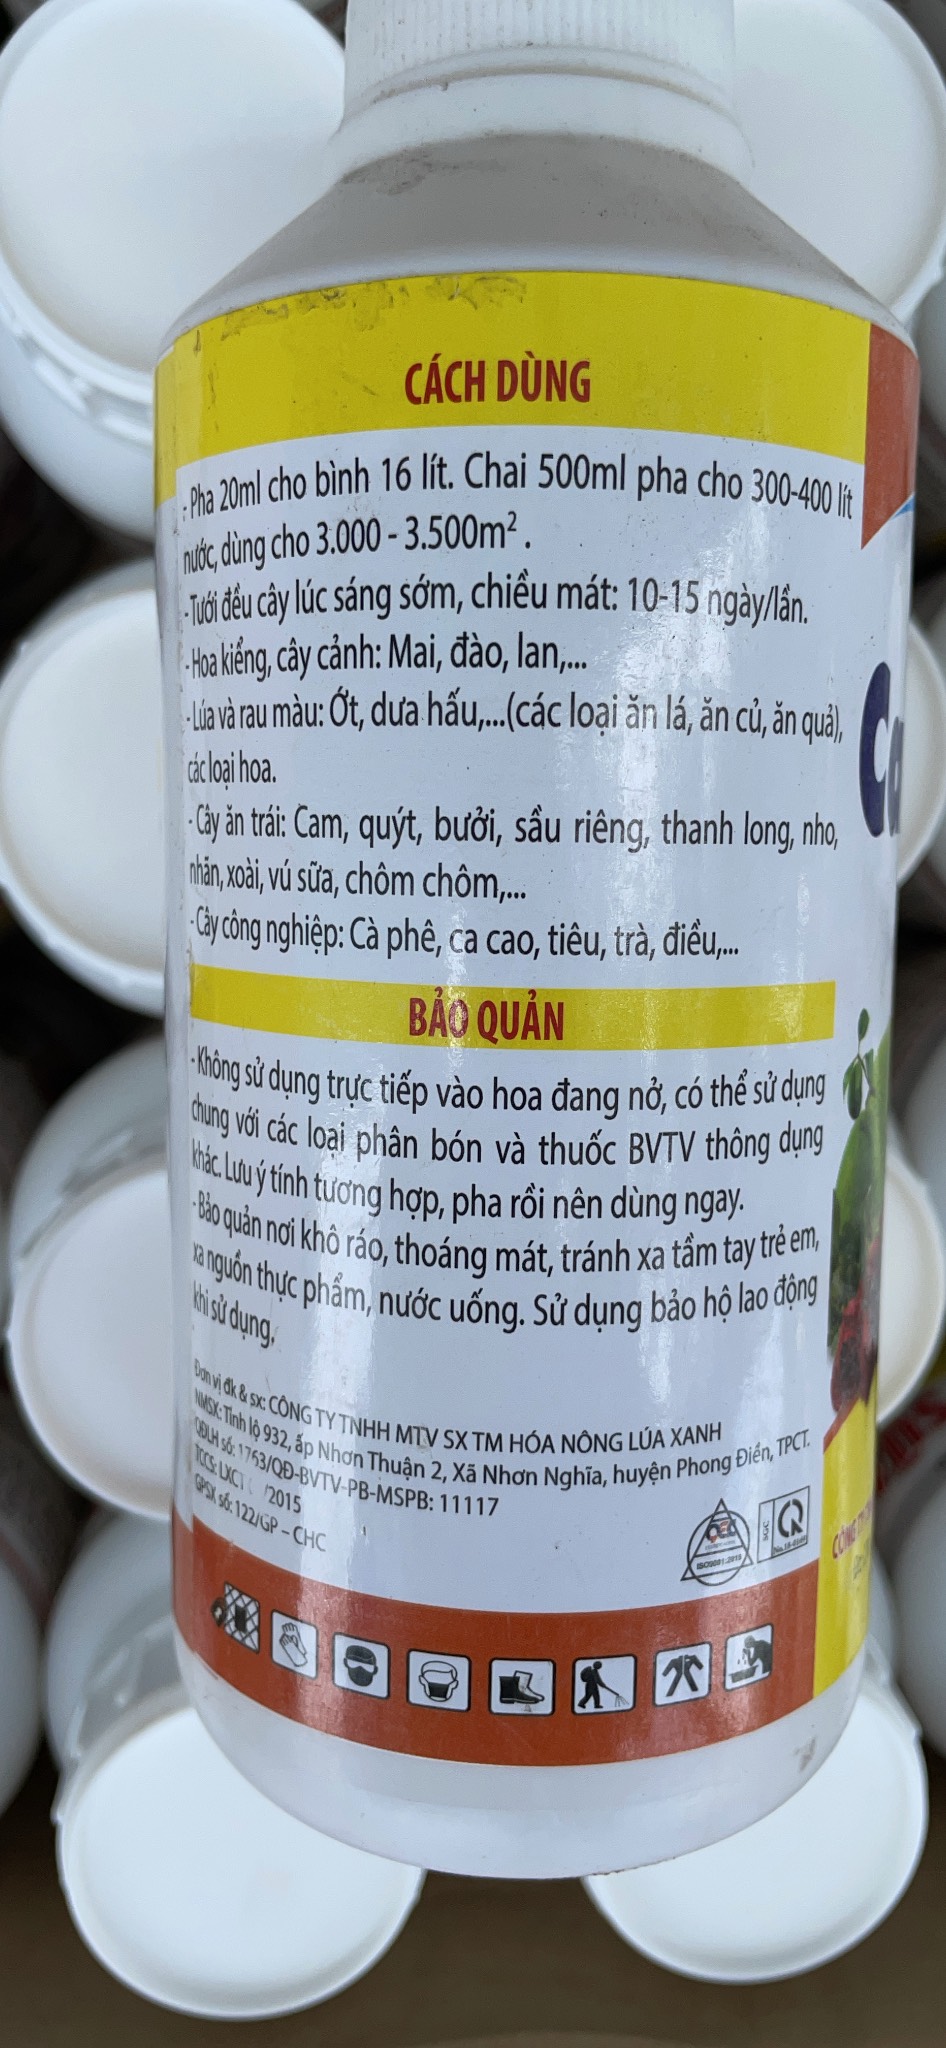 CÁCH DÙNG
- Pha 20ml cho bình 16 lít. Chai 500ml pha cho 300-400 lít
nước, dùng cho 3.000 - 3.500m².
- Tưới đều cây lúc sáng sớm, chiều mát: 10-15 ngày/lần.
- Hoa kiểng, cây cảnh: Mai, đào, lan,...
- Lúa và rau màu: Ớt, dưa hấu,...(các loại ăn lá, ăn củ, ăn quả),
các loại hoa.
- Cây ăn trái: Cam, quýt, bưởi, sầu riêng, thanh long, nho,
nhãn, xoài, vú sữa, chôm chôm,...
- Cây công nghiệp: Cà phê, ca cao, tiêu, trà, điều,...
Ca
BẢO QUẢN
- Không sử dụng trực tiếp vào hoa đang nở, có thể sử dụng
chung với các loại phân bón và thuốc BVTV thông dụng
khác. Lưu ý tính tương hợp, pha rồi nên dùng ngay.
- Bảo quản nơi khô ráo, thoáng mát, tránh xa tầm tay trẻ em,
xa nguồn thực phẩm, nước uống. Sử dụng bảo hộ lao động
khi sử dụng.
Đơn vị đk & sx: CÔNG TY TNHH MTV SX TM HÓA NÔNG LÚA XANH
NMSX: Tỉnh lộ 932, ấp Nhơn Thuận 2, Xã Nhơn Nghĩa, huyện Phong Điền, TPCT.
QĐLH số: 1763/QĐ-BVTV-PB-MSPB: 11117
TCCS: /2015
GPSX số: 122/GP – CHC
ISO9001:2015
SGC
CÔNG